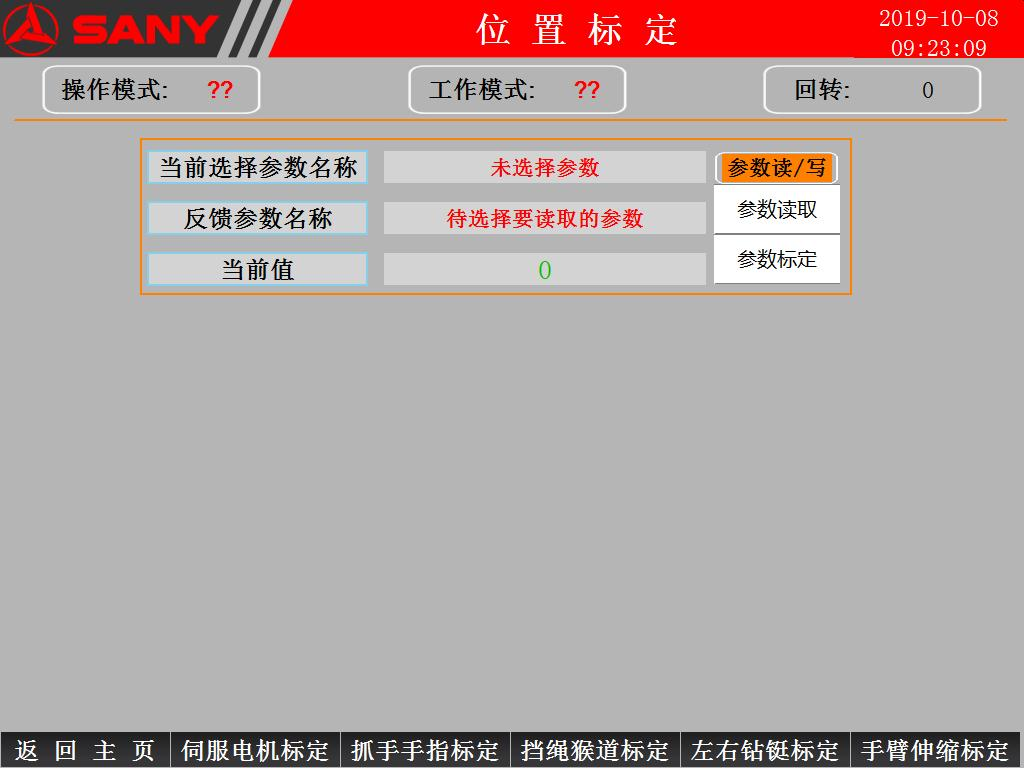 SANY
位置标定
2019-10-08
09:23:09
操作模式: ??
工作模式: ??
回转: 0
当前选择参数名称
未选择参数
参数读/写
反馈参数名称
待选择要读取的参数
参数读取
当前值
0
参数标定
返回主页
伺服电机标定
抓手手指标定
挡绳猴道标定
左右钻铤标定
手臂伸缩标定